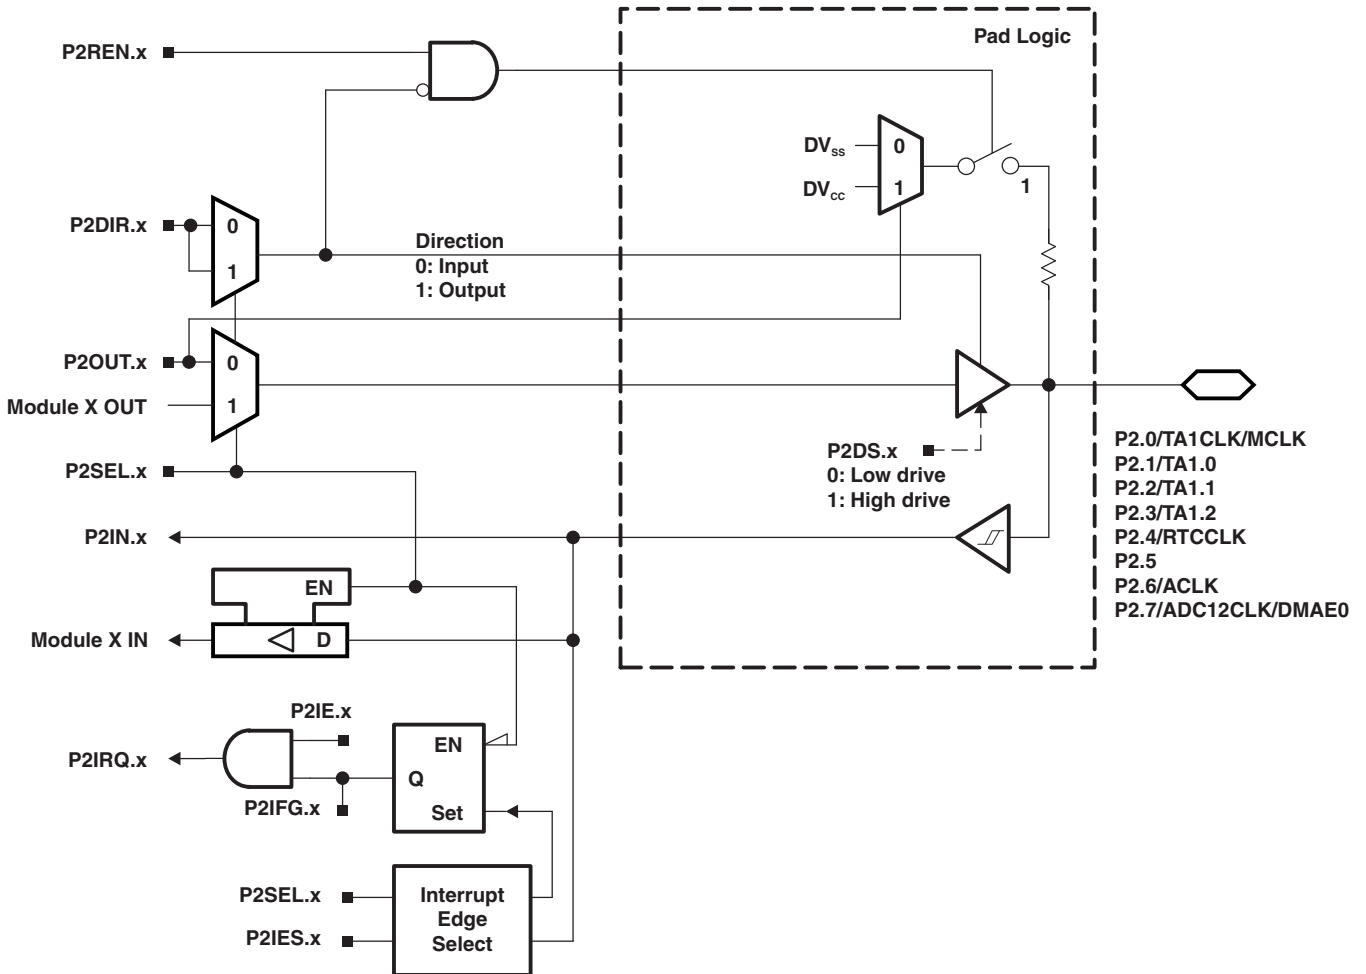 Pad Logic
P2REN.x
DVss
0
DVcc
1
1
P2DIR.x
0
1
Direction
0: Input
1: Output
P2OUT.x
0
Module X OUT
1
P2SEL.x
P2DS.x
0: Low drive
1: High drive
P2.0/TA1CLK/MCLK
P2.1/TA1.0
P2.2/TA1.1
P2.3/TA1.2
P2.4/RTCCLK
P2.5
P2.6/ACLK
P2.7/ADC12CLK/DMAE0
P2IN.x
EN
Module X IN
D
P2IE.x
P2IRQ.x
EN
Q
P2IFG.x
Set
P2SEL.x
P2IES.x
Interrupt
Edge
Select